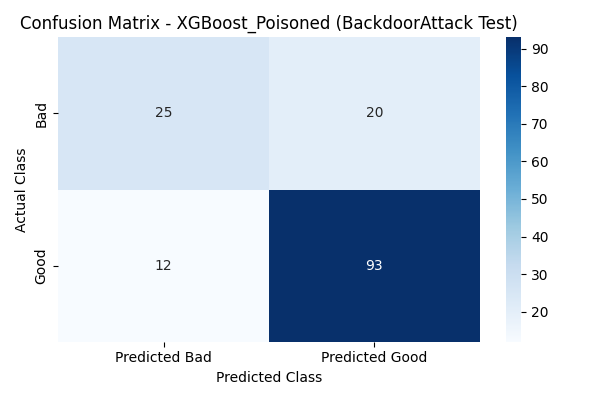 Confusion Matrix - XGBoost_Poisoned (BackdoorAttack Test)
Actual Class
Bad
25
20
Good
12
93
Predicted Bad
Predicted Good
Predicted Class
90
80
70
60
50
40
30
20